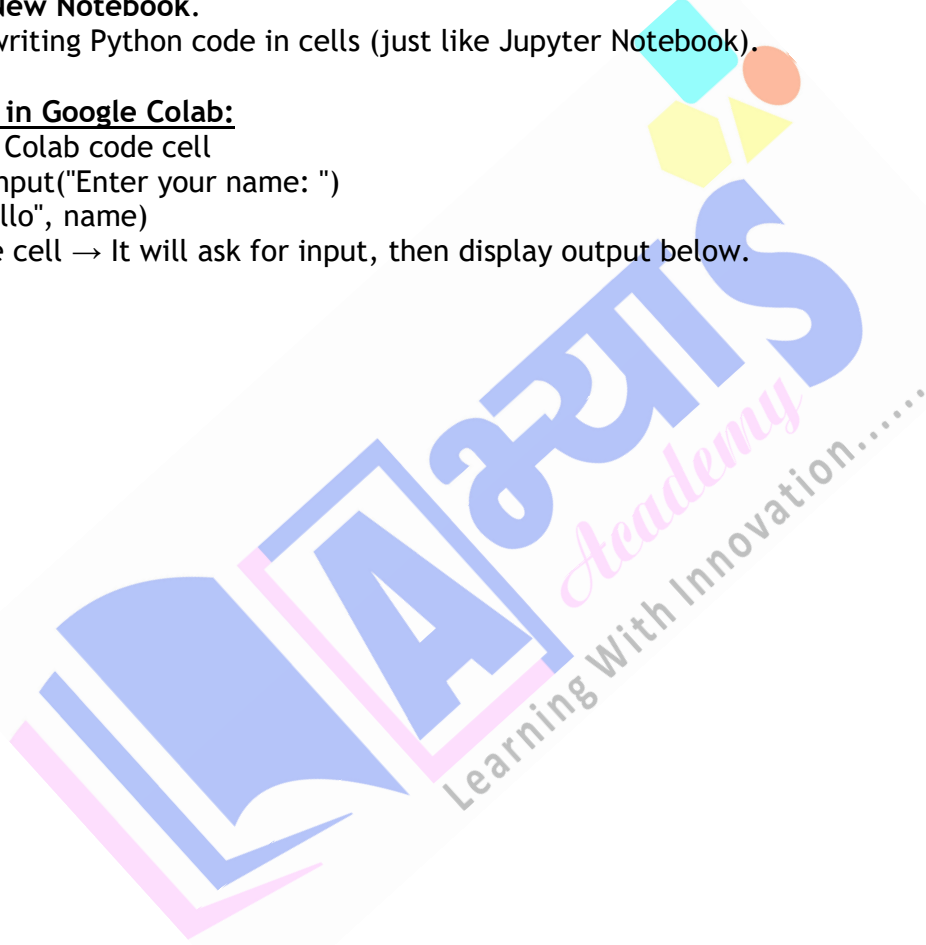 New Notebook.
writing Python code in cells (just like Jupyter Notebook).
in Google Colab:
Colab code cell
nput("Enter your name: ")
llo", name)
e cell → It will ask for input, then display output below.
Aभ्याS
Academy
Learning With Innovation......